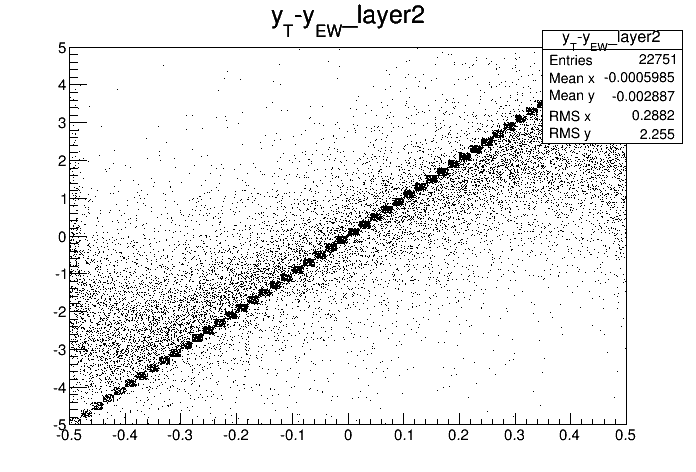 y_T-y_EW_layer2
y_T-y_EW_layer2
Entries 22751
Mean x -0.0005985
Mean y -0.002887
RMS x 0.2882
RMS y 2.255
5
4
3
2
1
0
-1
-2
-3
-4
-5
-0.5 -0.4 -0.3 -0.2 -0.1 0 0.1 0.2 0.3 0.4 0.5